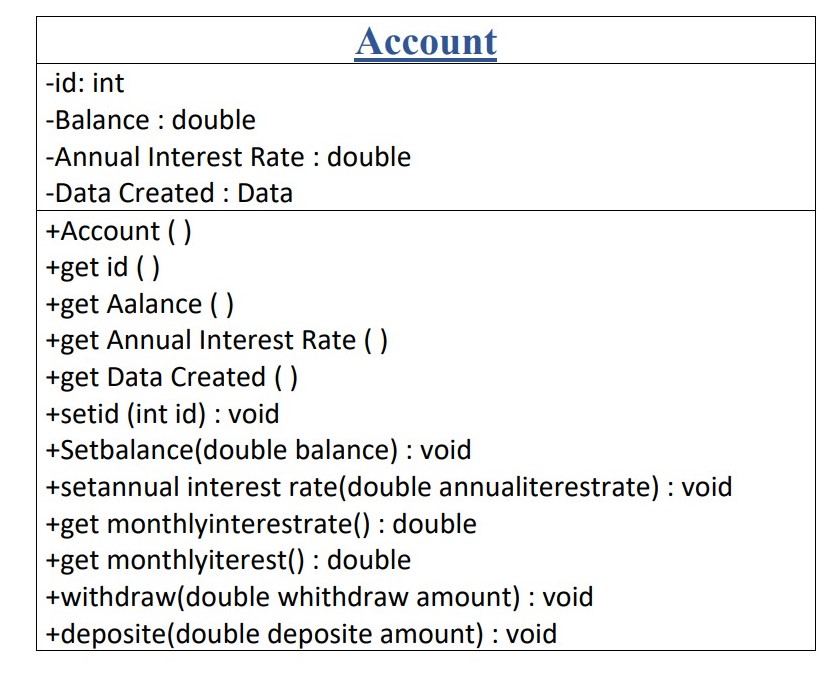 Account
-id: int
-Balance : double
-Annual Interest Rate : double
-Data Created : Data
+Account ( )
+get id ( )
+get Aalance ( )
+get Annual Interest Rate ( )
+get Data Created ( )
+setid (int id) : void
+Setbalance(double balance) : void
+setannual interest rate(double annualiterestrate) : void
+get monthlyinterestrate() : double
+get monthlyiterest() : double
+withdraw(double whithdraw amount) : void
+deposite(double deposite amount) : void